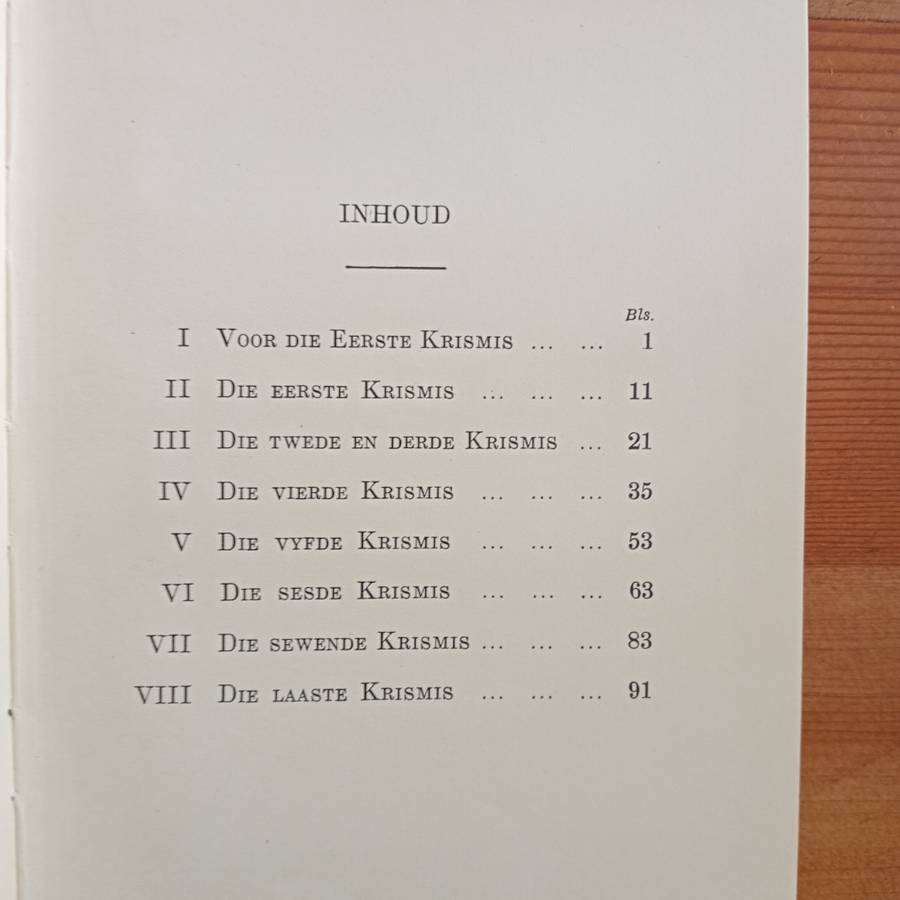 INHOUD
Bls.
I Voor die Eerste Krismis ... ... 1
II Die eerste Krismis ... ... ... 11
III Die twede en derde Krismis ... 21
IV Die vierde Krismis ... ... ... 35
V Die vyfde Krismis ... ... ... 53
VI Die sesde Krismis ... ... ... 63
VII Die sewende Krismis ... ... ... 83
VIII Die laaste Krismis ... ... ... 91